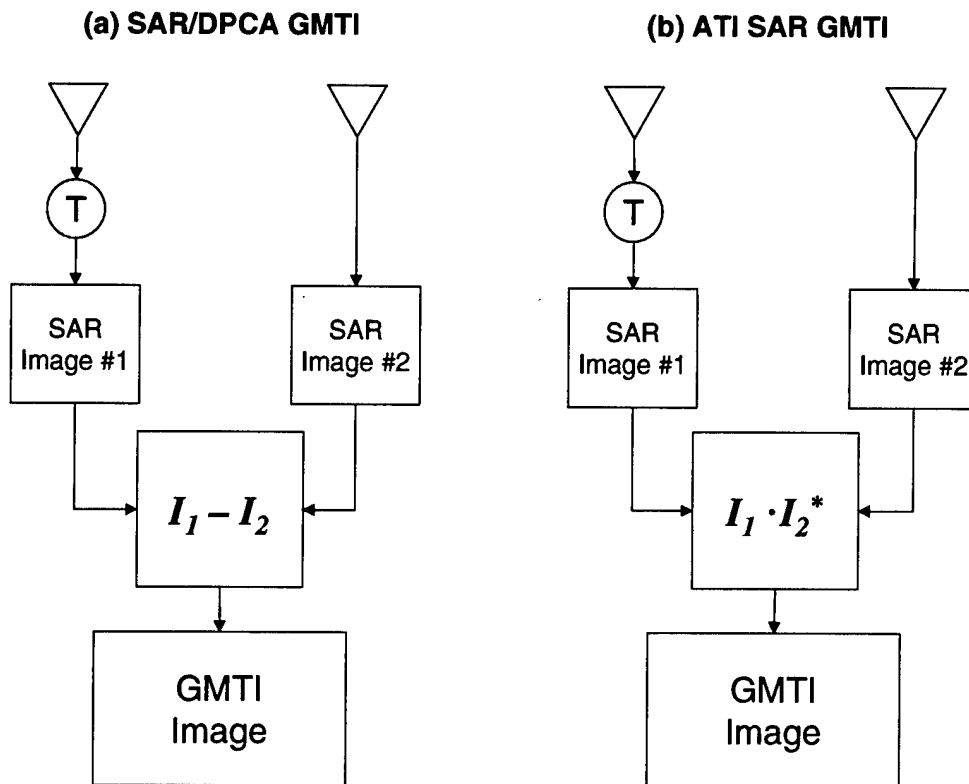 (a) SAR/DPCA GMTI
T
SAR
Image #1
SAR
Image #2
I1 – I2
GMTI
Image
(b) ATI SAR GMTI
T
SAR
Image #1
SAR
Image #2
I1 · I2*
GMTI
Image